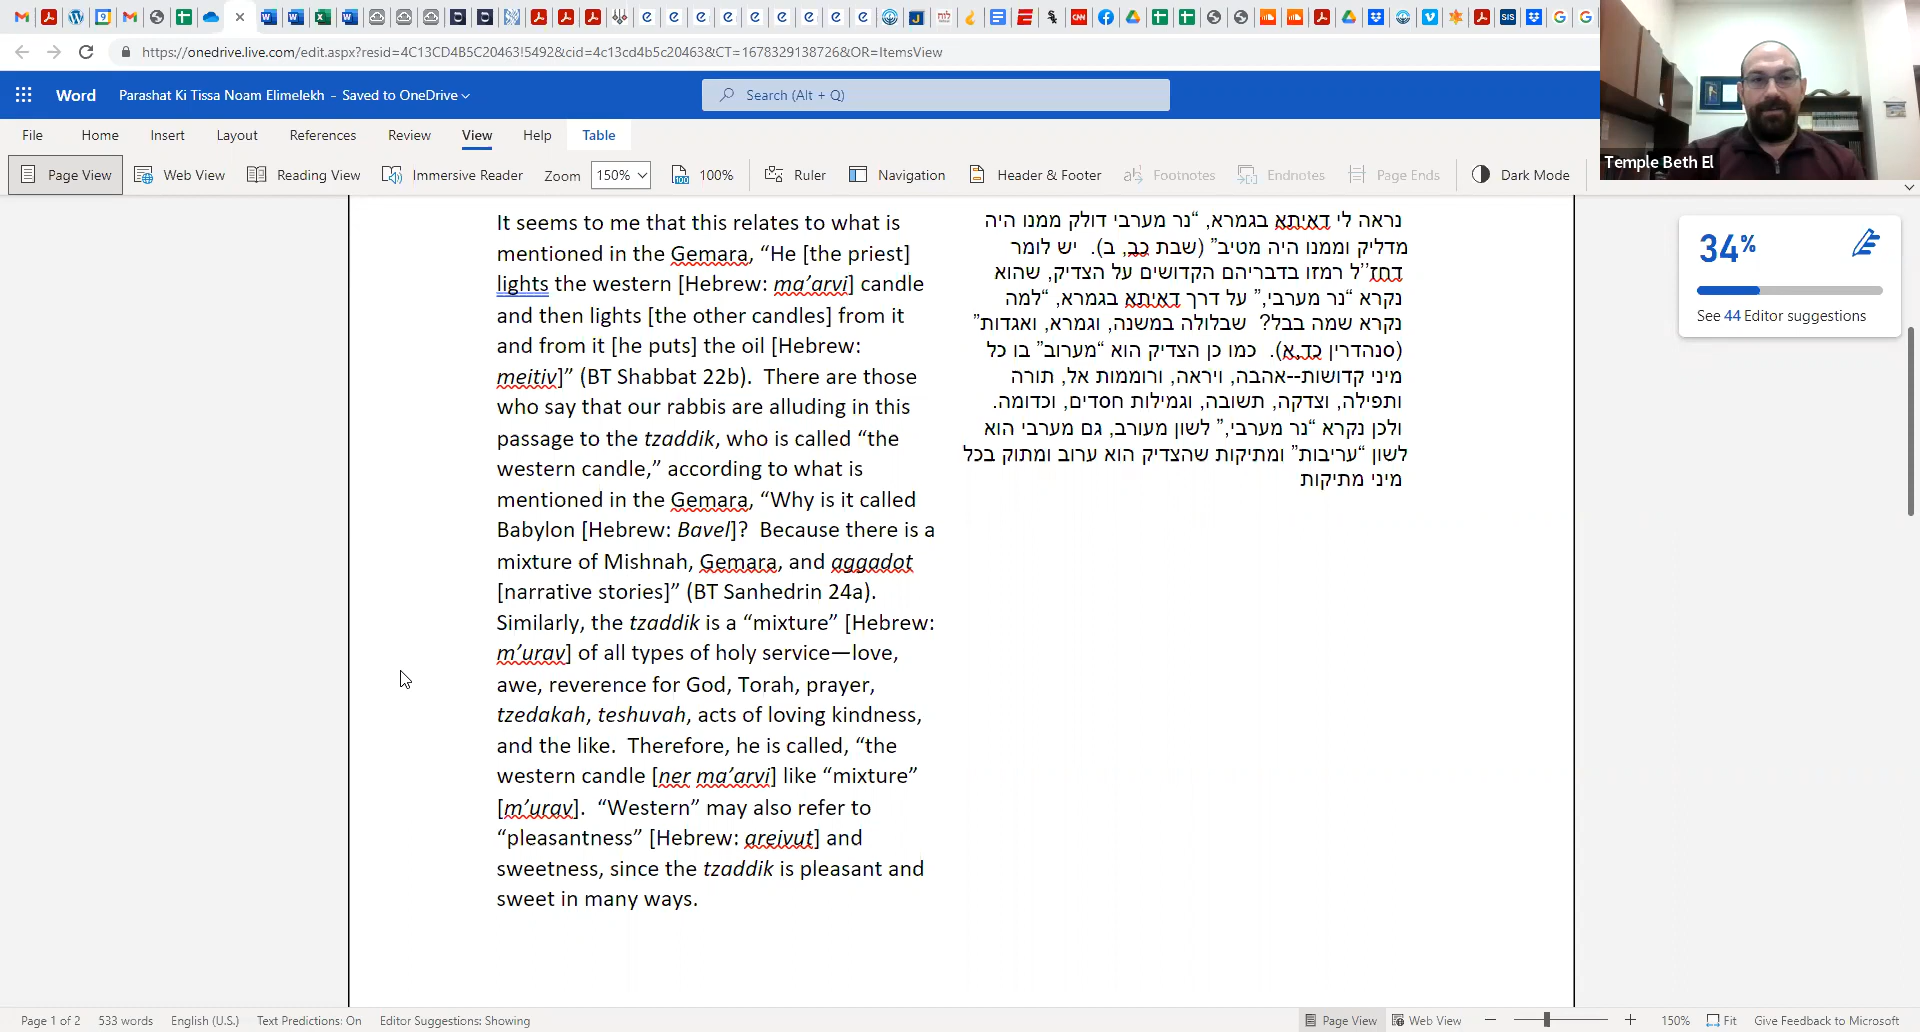 https://onedrive.live.com/edit.aspx?resid=4C13CD4B5C20463!5492&cid=4c13cd4b5c20463&CT=1678329138726&OR=ItemsView
Word Parashat Ki Tissa Noam Elimelekh - Saved to OneDrive
Search (Alt + Q)
File Home Insert Layout References Review View Help Table
Page View Web View Reading View Immersive Reader Zoom 150% 100% Ruler Navigation Header & Footer Footnotes Endnotes Page Ends Dark Mode
Temple Beth El
It seems to me that this relates to what is
mentioned in the Gemara, “He [the priest]
lights the western [Hebrew: ma’arvi] candle
and then lights [the other candles] from it
and from it [he puts] the oil [Hebrew:
meitiv]” (BT Shabbat 22b).  There are those
who say that our rabbis are alluding in this
passage to the tzaddik, who is called “the
western candle,” according to what is
mentioned in the Gemara, “Why is it called
Babylon [Hebrew: Bavel]?  Because there is a
mixture of Mishnah, Gemara, and aggadot
[narrative stories]” (BT Sanhedrin 24a).
Similarly, the tzaddik is a “mixture” [Hebrew:
m’urav] of all types of holy service—love,
awe, reverence for God, Torah, prayer,
tzedakah, teshuvah, acts of loving kindness,
and the like.  Therefore, he is called, “the
western candle [ner ma’arvi] like “mixture”
[m’urav].  “Western” may also refer to
“pleasantness” [Hebrew: areivut] and
sweetness, since the tzaddik is pleasant and
sweet in many ways.
נראה לי דאיתא בגמרא, “נר מערבי דולק ממנו היה
מדליק וממנו היה מטיב” (שבת כב, ב).  יש לומר
דחז’’ל רמזו בדבריהם הקדושים על הצדיק, שהוא
נקרא “נר מערבי,” על דרך דאיתא בגמרא, “למה
נקרא שמה בבל?  שבלולה במשנה, וגמרא, ואגדות”
(סנהדרין כד,א).  כמו כן הצדיק הוא “מערוב” בו כל
מיני קדושות--אהבה, ויראה, ורוממות אל, תורה
ותפילה, וצדקה, תשובה, וגמילות חסדים, וכדומה.
ולכן נקרא “נר מערבי,” לשון מעורב, גם מערבי הוא
לשון “עריבות” ומתיקות שהצדיק הוא ערוב ומתוק בכל
מיני מתיקות
34%
See 44 Editor suggestions
Page 1 of 2 533 words English (U.S.) Text Predictions: On Editor Suggestions: Showing Page View Web View 150% Fit Give Feedback to Microsoft